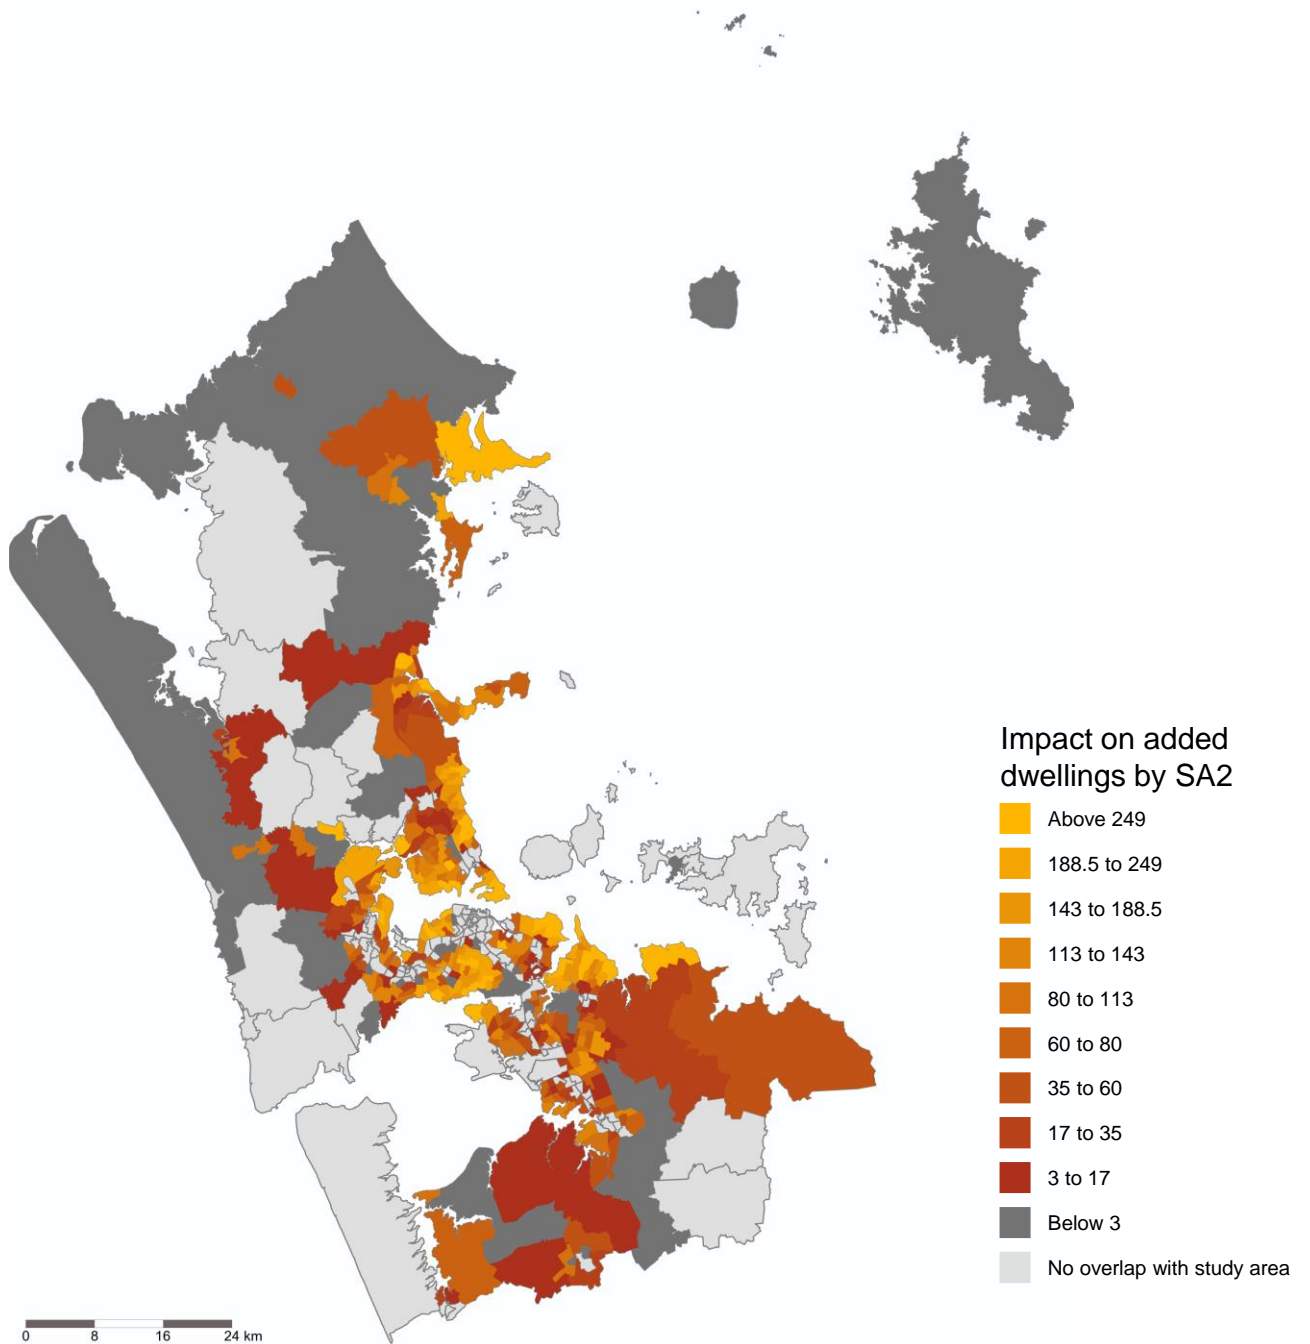 Impact on added
dwellings by SA2
Above 249
188.5 to 249
143 to 188.5
113 to 143
80 to 113
60 to 80
35 to 60
17 to 35
3 to 17
Below 3
No overlap with study area
0 8 16 24 km